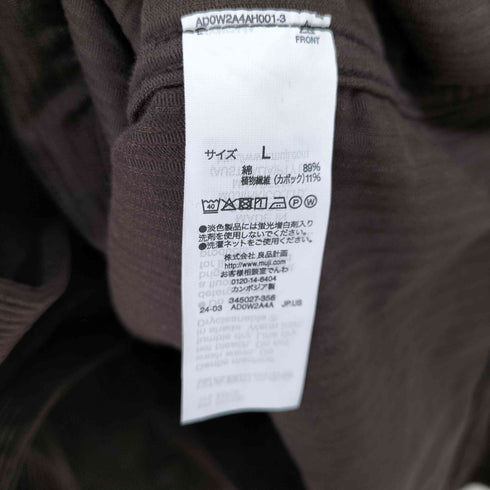 AD0W2A4AH001-3
FRONT
サイズ L
綿 89%
植物繊維(カポック)11%
40 P W
●淡色製品には蛍光増白剤入り
洗剤を使用しないでください。
●洗濯ネットをご使用ください。
株式会社 良品計画
www.muji.com
お客様相談室でんわ
0120-14-6404
カンボジア製
345027-356
24-03 AD0W2A4A JP,US